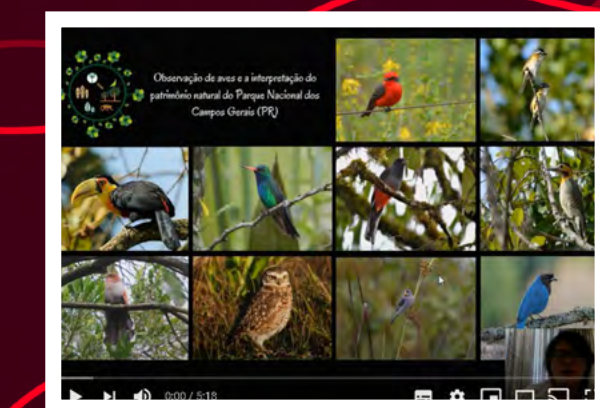 Observação de aves e a interpretação do
patrimônio natural do Parque Nacional dos
Campos Gerais (PR)
0:00 / 5:18